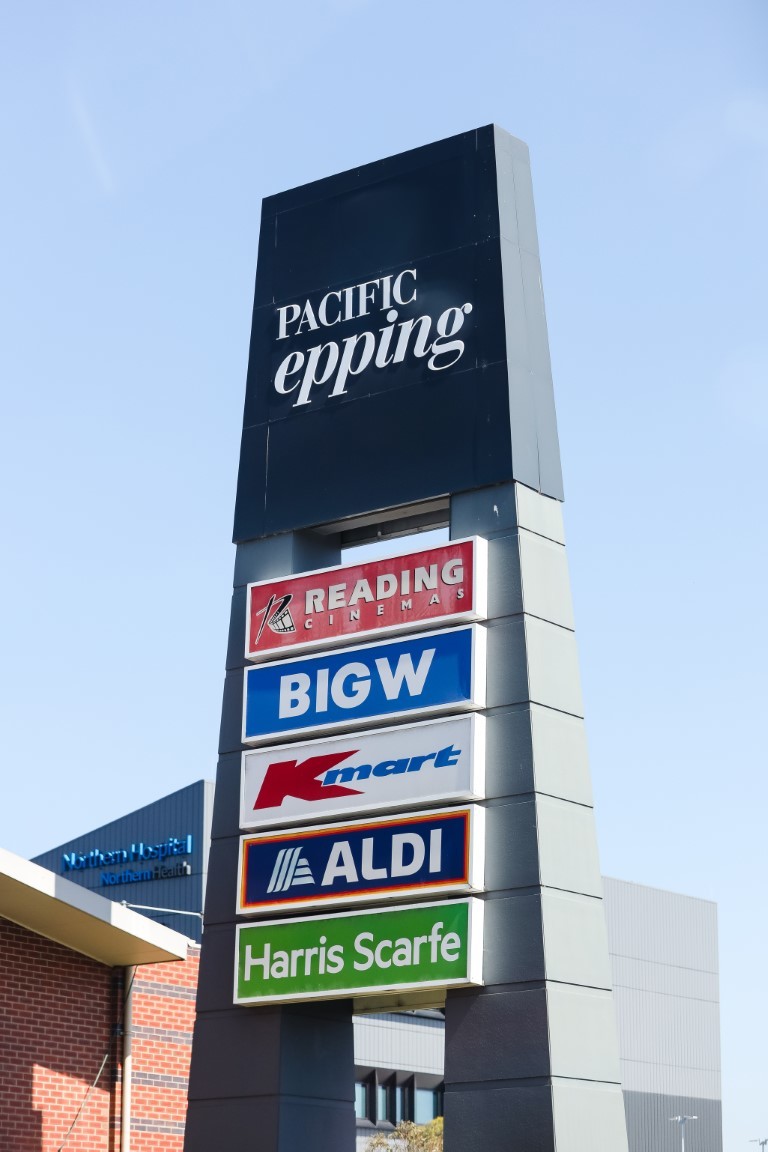 PACIFIC
epping
READING
CINEMAS
BIGW
Kmart
ALDI
Harris Scarfe
Northern Hospital
Northern Health